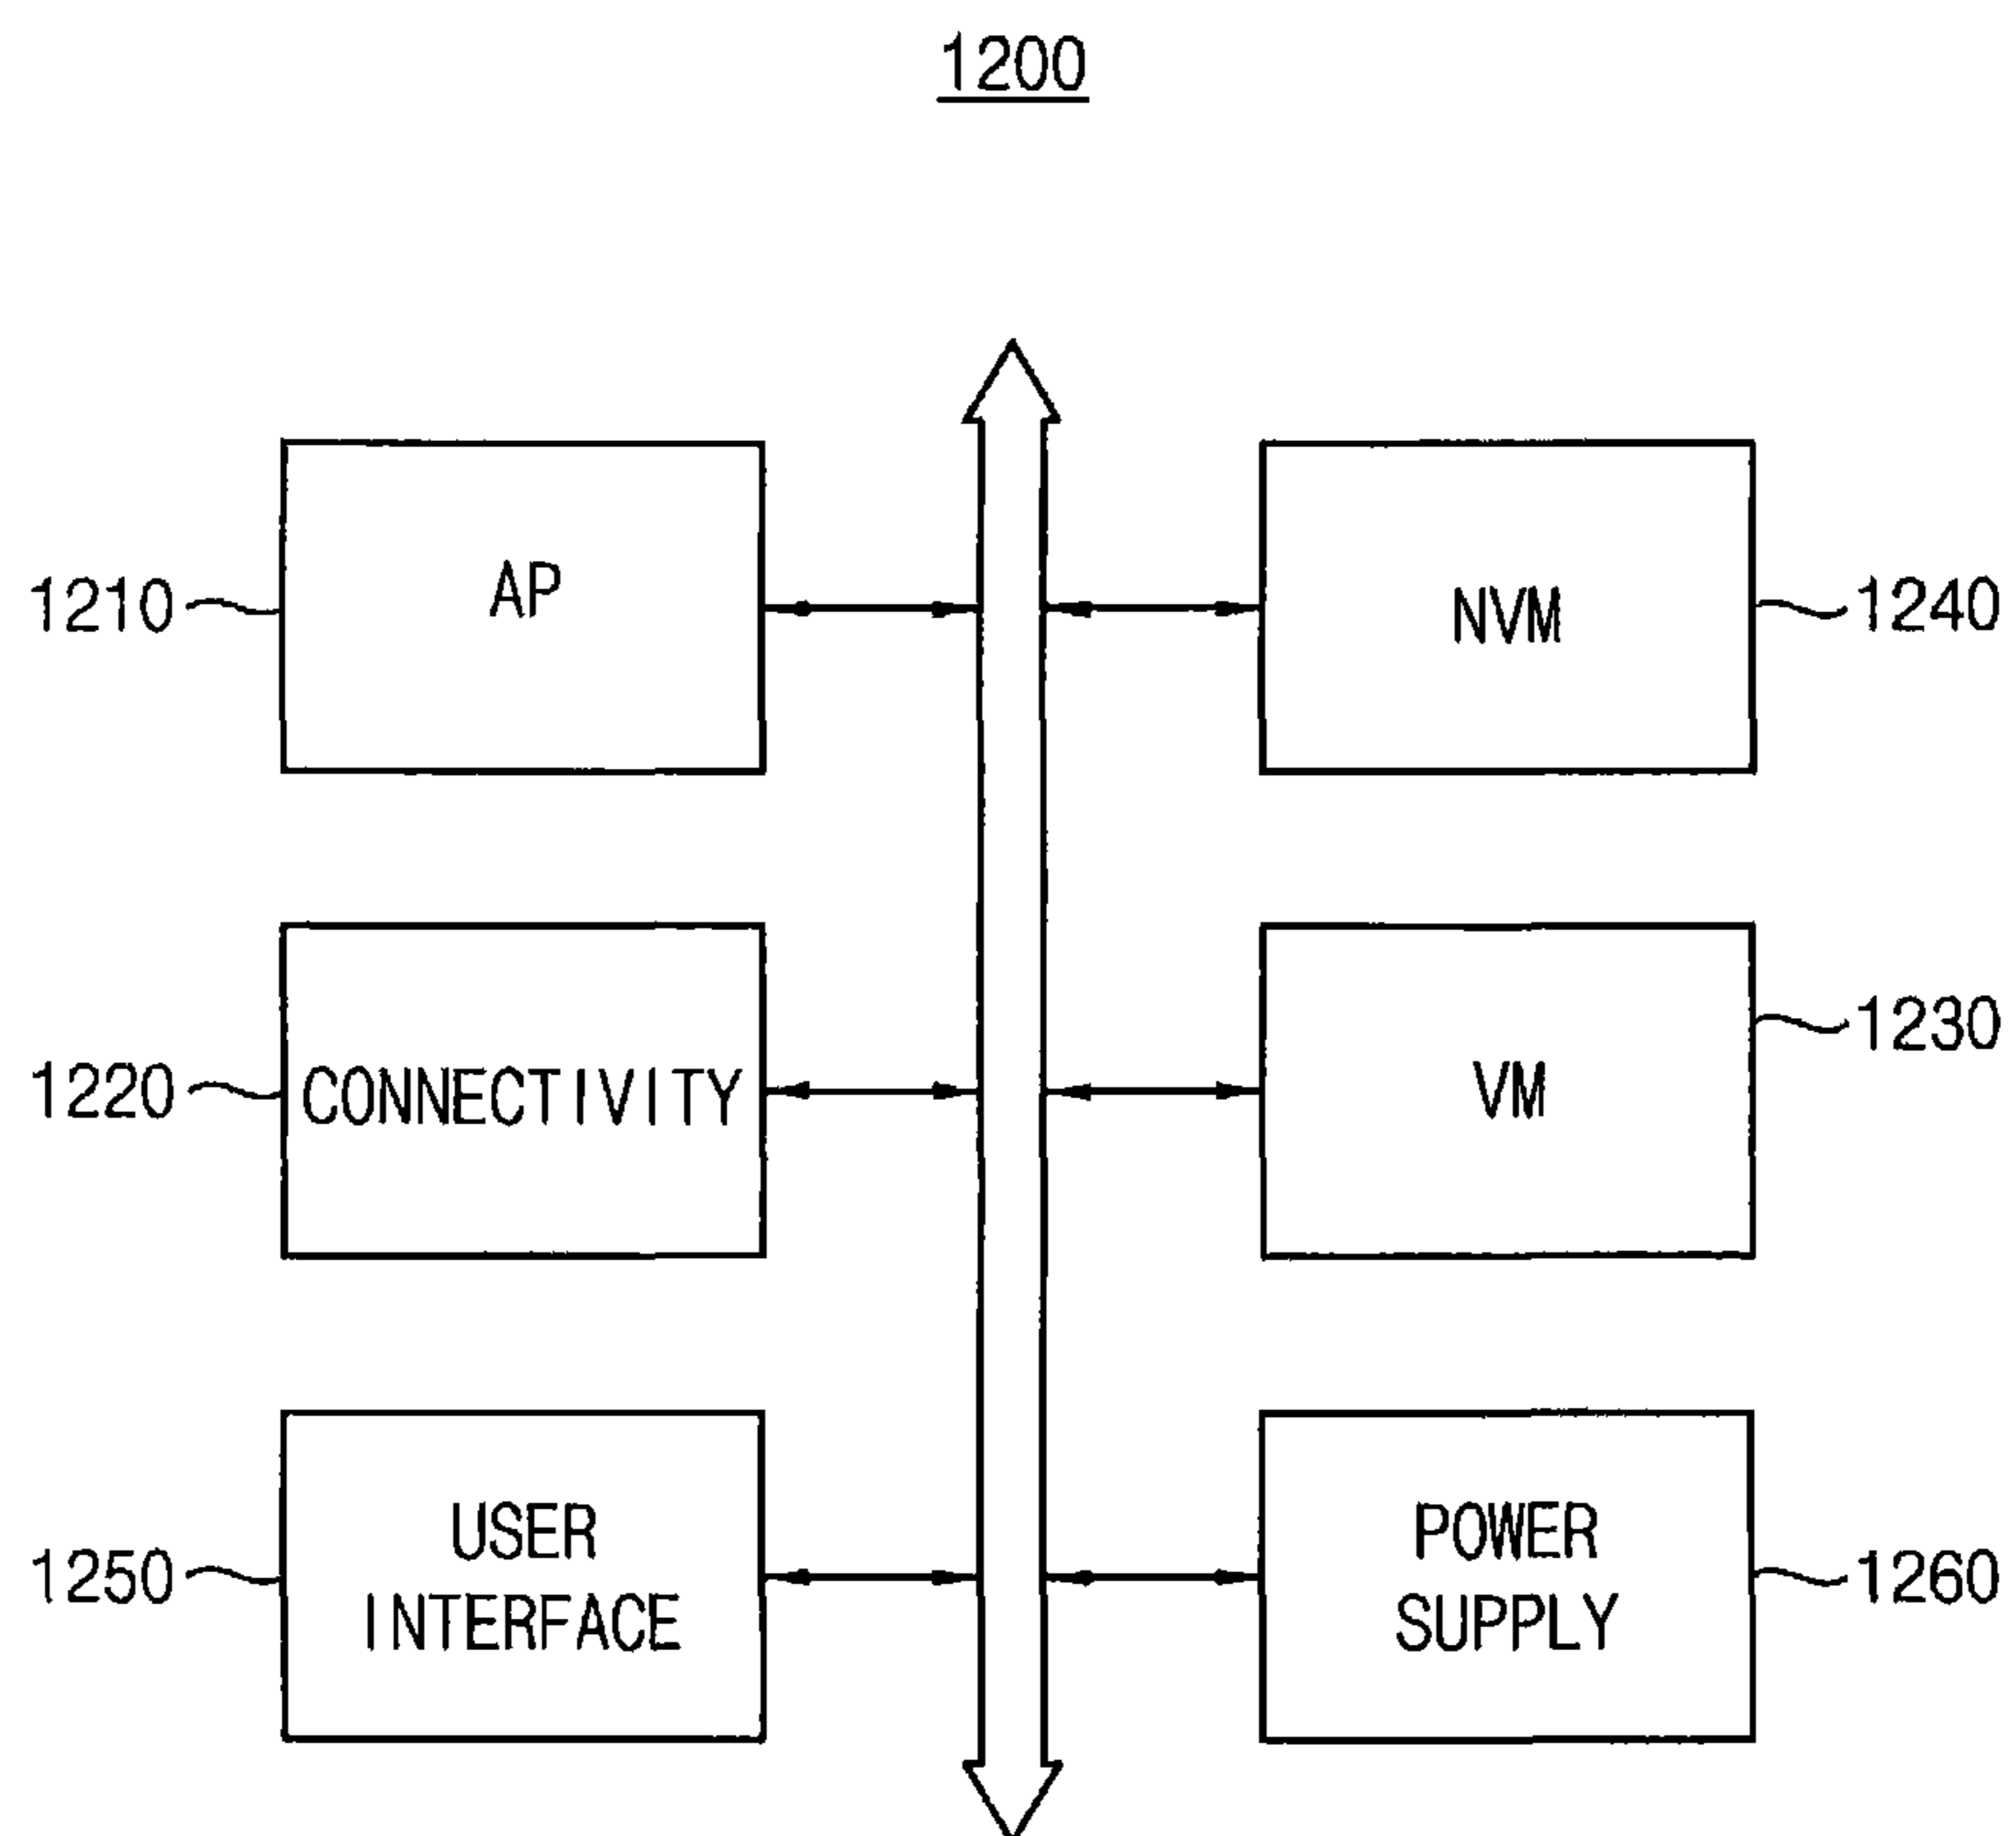 1200
AP
1210
NVM
1240
CONNECTIVITY
1220
VM
1230
USER
INTERFACE
1250
POWER
SUPPLY
1260